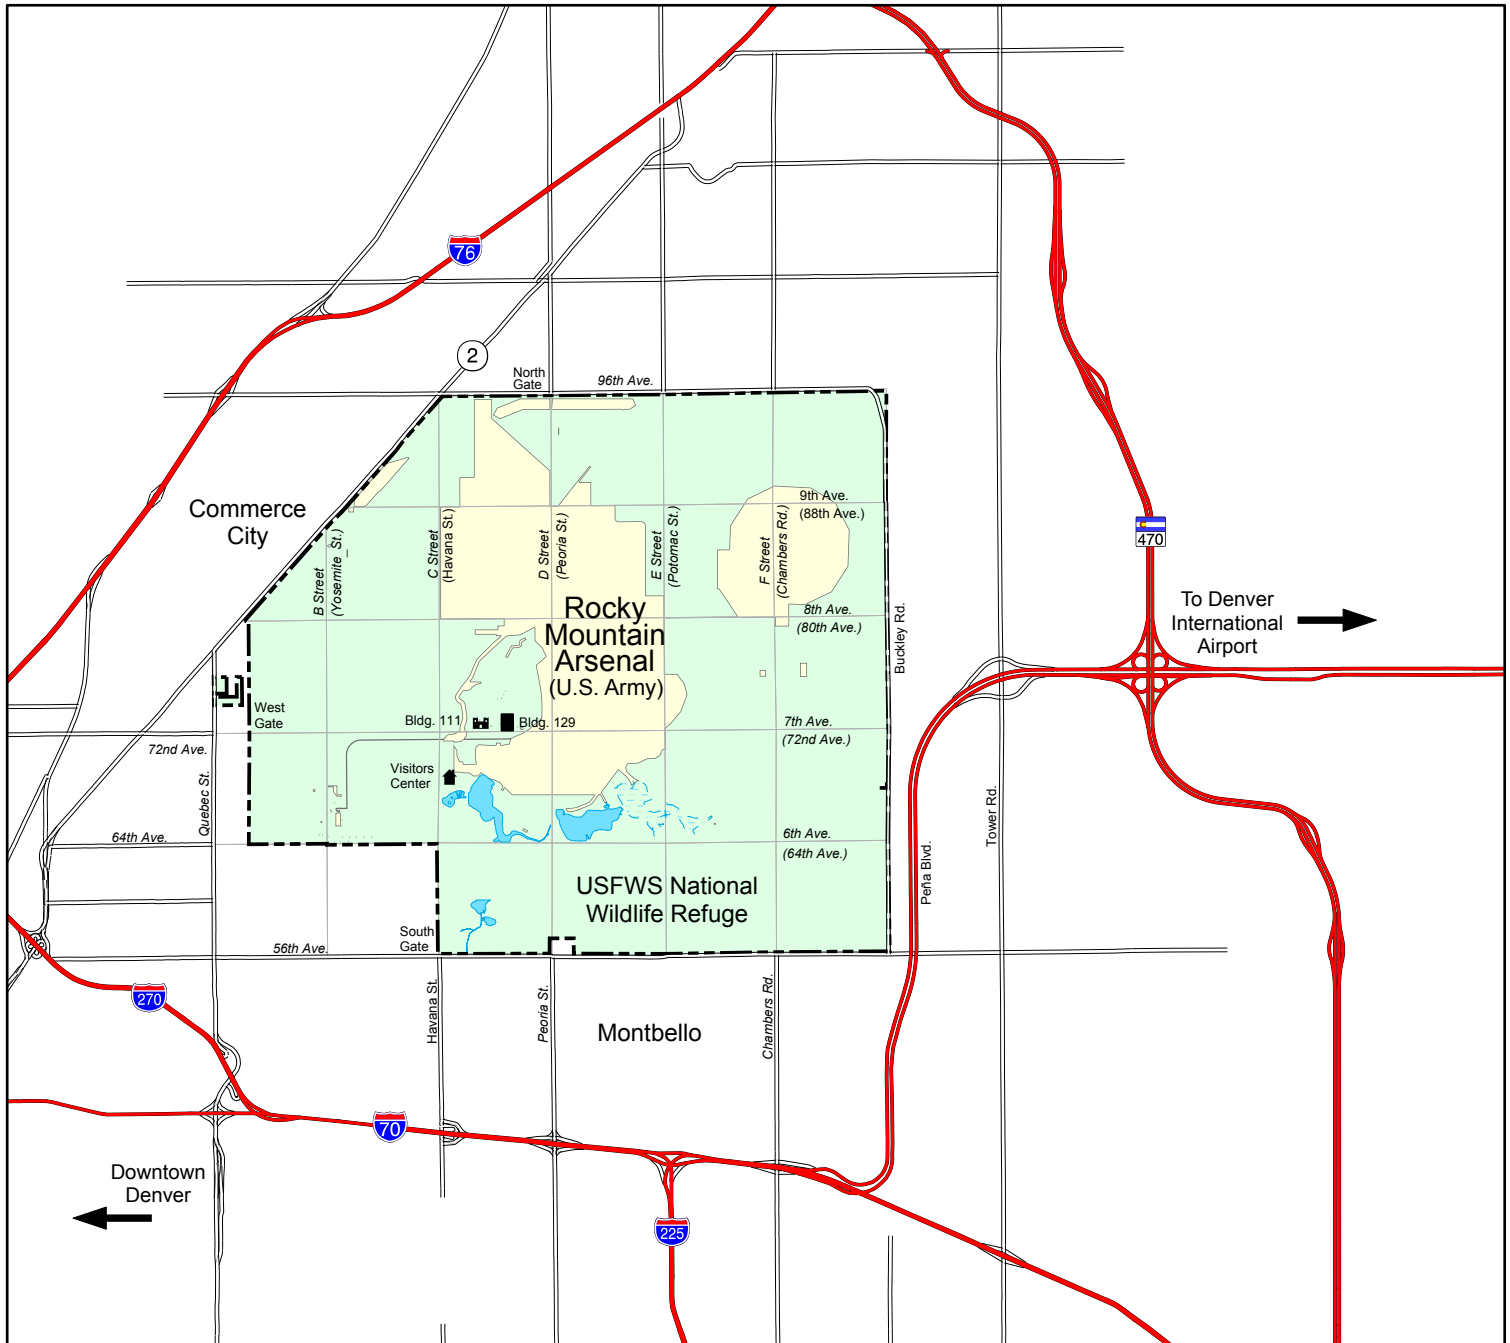 76
2
North
Gate
96th Ave.
Commerce
City
9th Ave.
(88th Ave.)
B Street
(Yosemite St.)
C Street
(Havana St.)
D Street
(Peoria St.)
E Street
(Potomac St.)
F Street
(Chambers Rd.)
470
Rocky
Mountain
Arsenal
(U.S. Army)
8th Ave.
(80th Ave.)
Buckley Rd.
To Denver
International
Airport
West
Gate
72nd Ave.
Bldg. 111
Bldg. 129
7th Ave.
(72nd Ave.)
Visitors
Center
Quebec St.
64th Ave.
6th Ave.
(64th Ave.)
Peña Blvd.
Tower Rd.
USFWS National
Wildlife Refuge
South
Gate
56th Ave.
270
Havana St.
Peoria St.
Montbello
Chambers Rd.
70
Downtown
Denver
225